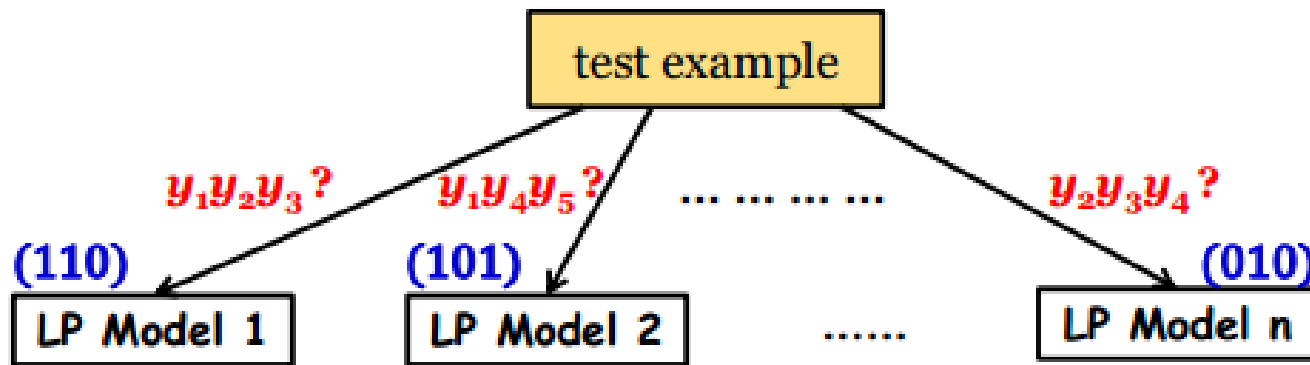 test example
y₁y₂y₃? y₁y₄y₅? ... ... ... ... y₂y₃y₄?
(110) (101) (010)
LP Model 1 LP Model 2 ...... LP Model n